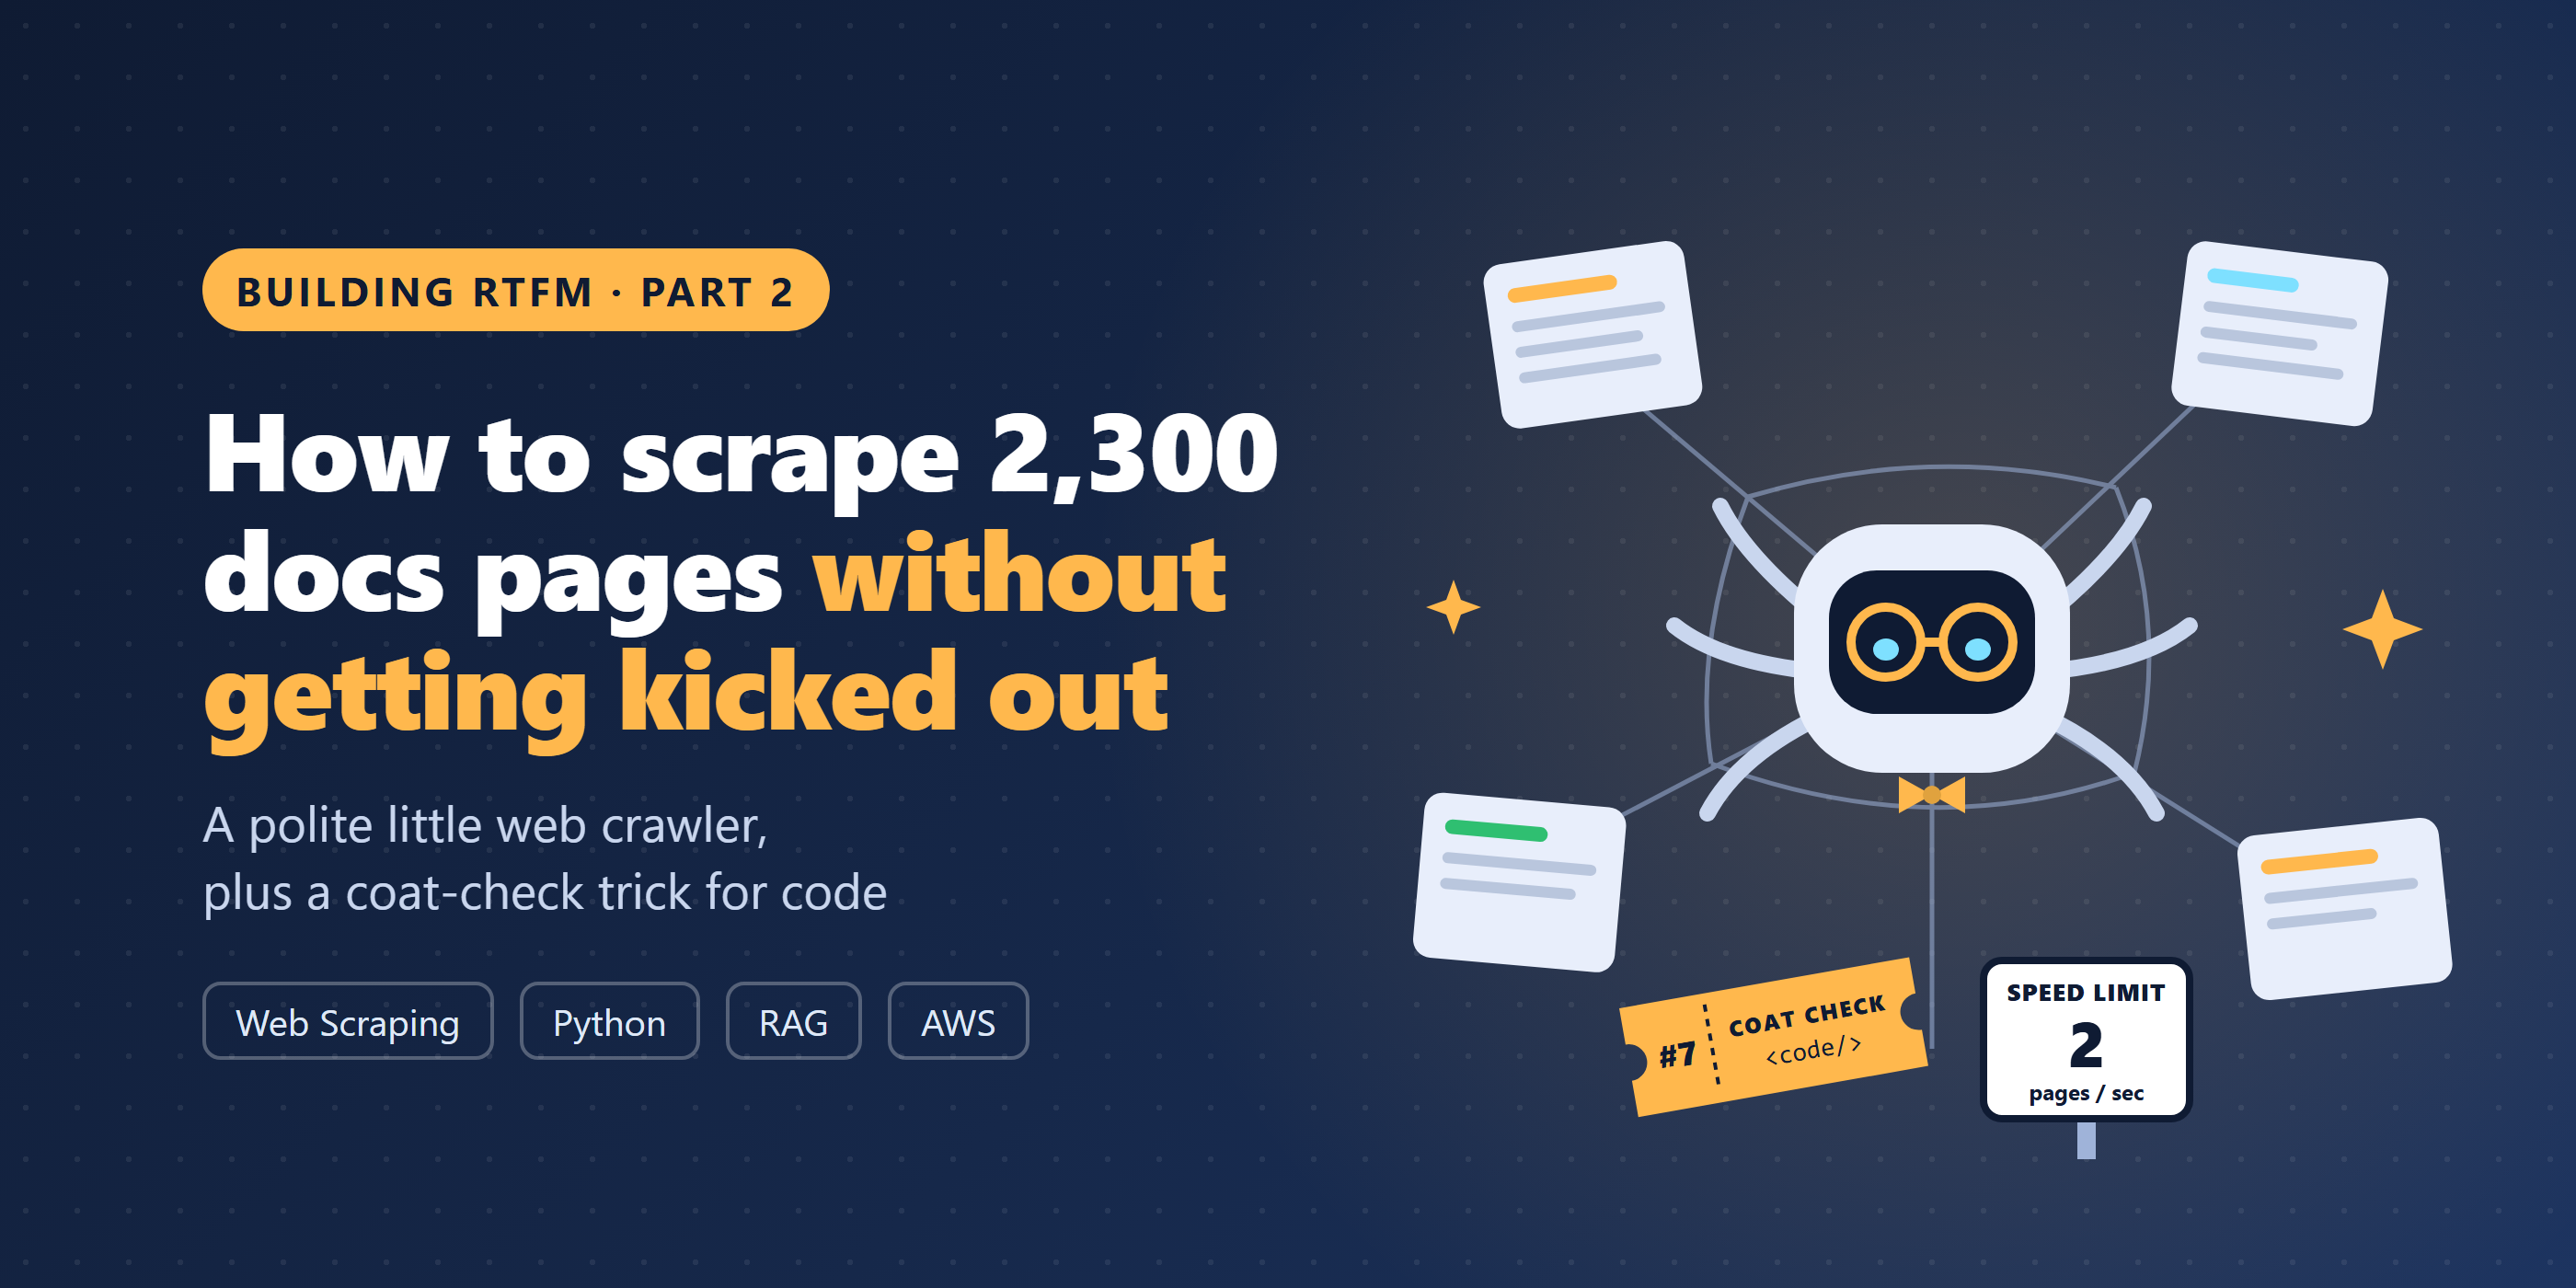 BUILDING RTFM · PART 2
How to scrape 2,300
docs pages without
getting kicked out
A polite little web crawler,
plus a coat-check trick for code
Web Scraping
Python
RAG
AWS
#7
COAT CHECK
<code/>
SPEED LIMIT
2
pages / sec